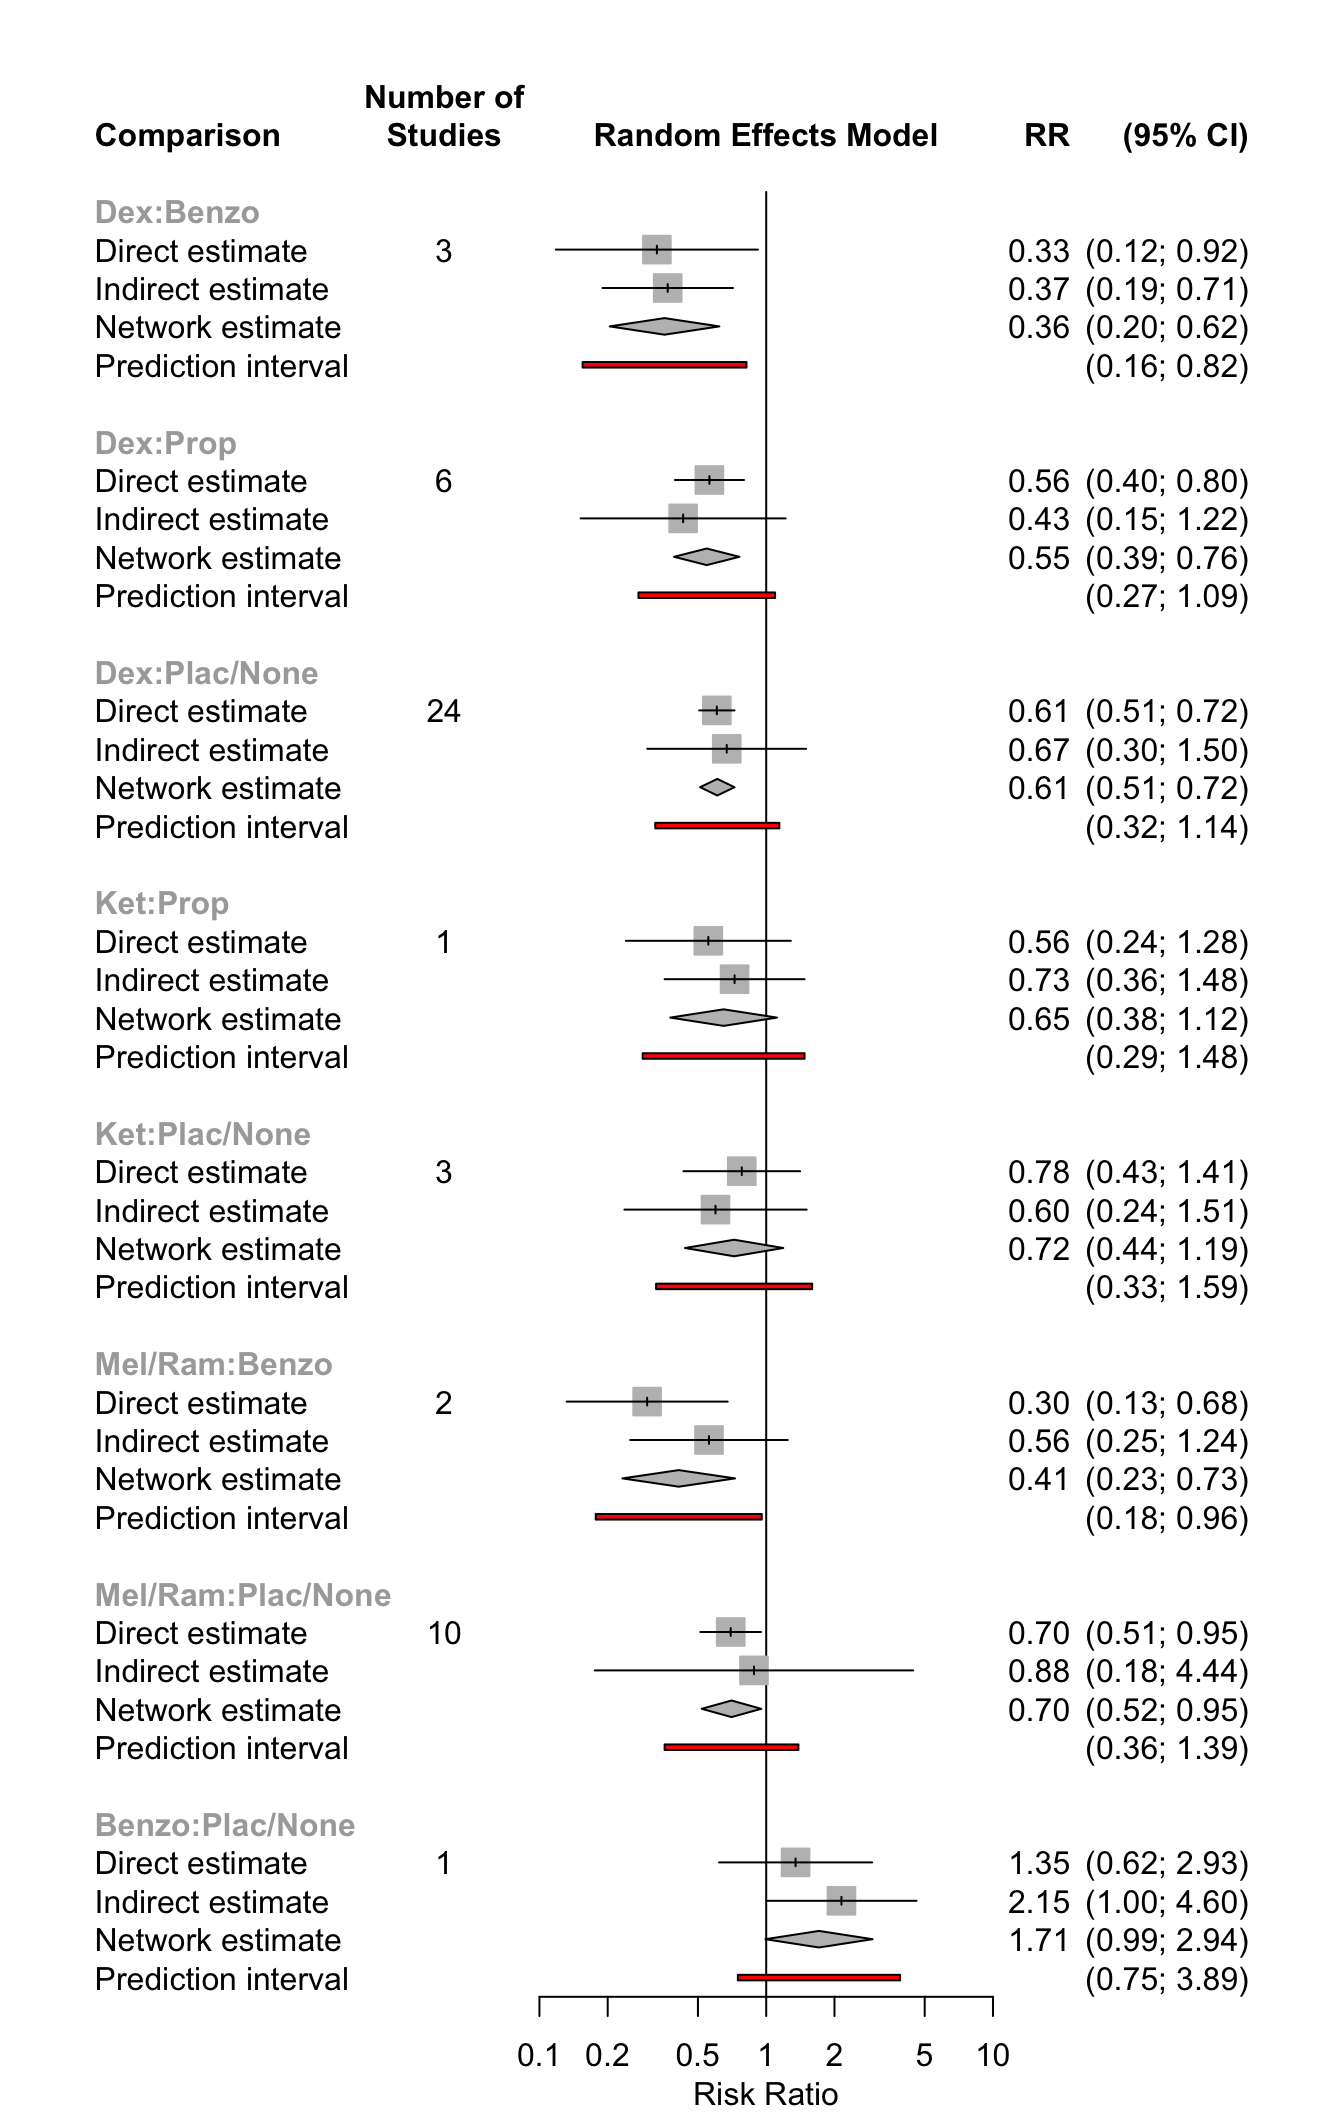 Number of
Comparison Studies Random Effects Model RR (95% CI)
Dex:Benzo
Direct estimate 3 0.33 (0.12; 0.92)
Indirect estimate 0.37 (0.19; 0.71)
Network estimate 0.36 (0.20; 0.62)
Prediction interval (0.16; 0.82)
Dex:Prop
Direct estimate 6 0.56 (0.40; 0.80)
Indirect estimate 0.43 (0.15; 1.22)
Network estimate 0.55 (0.39; 0.76)
Prediction interval (0.27; 1.09)
Dex:Plac/None
Direct estimate 24 0.61 (0.51; 0.72)
Indirect estimate 0.67 (0.30; 1.50)
Network estimate 0.61 (0.51; 0.72)
Prediction interval (0.32; 1.14)
Ket:Prop
Direct estimate 1 0.56 (0.24; 1.28)
Indirect estimate 0.73 (0.36; 1.48)
Network estimate 0.65 (0.38; 1.12)
Prediction interval (0.29; 1.48)
Ket:Plac/None
Direct estimate 3 0.78 (0.43; 1.41)
Indirect estimate 0.60 (0.24; 1.51)
Network estimate 0.72 (0.44; 1.19)
Prediction interval (0.33; 1.59)
Mel/Ram:Benzo
Direct estimate 2 0.30 (0.13; 0.68)
Indirect estimate 0.56 (0.25; 1.24)
Network estimate 0.41 (0.23; 0.73)
Prediction interval (0.18; 0.96)
Mel/Ram:Plac/None
Direct estimate 10 0.70 (0.51; 0.95)
Indirect estimate 0.88 (0.18; 4.44)
Network estimate 0.70 (0.52; 0.95)
Prediction interval (0.36; 1.39)
Benzo:Plac/None
Direct estimate 1 1.35 (0.62; 2.93)
Indirect estimate 2.15 (1.00; 4.60)
Network estimate 1.71 (0.99; 2.94)
Prediction interval (0.75; 3.89)
0.1 0.2 0.5 1 2 5 10
Risk Ratio